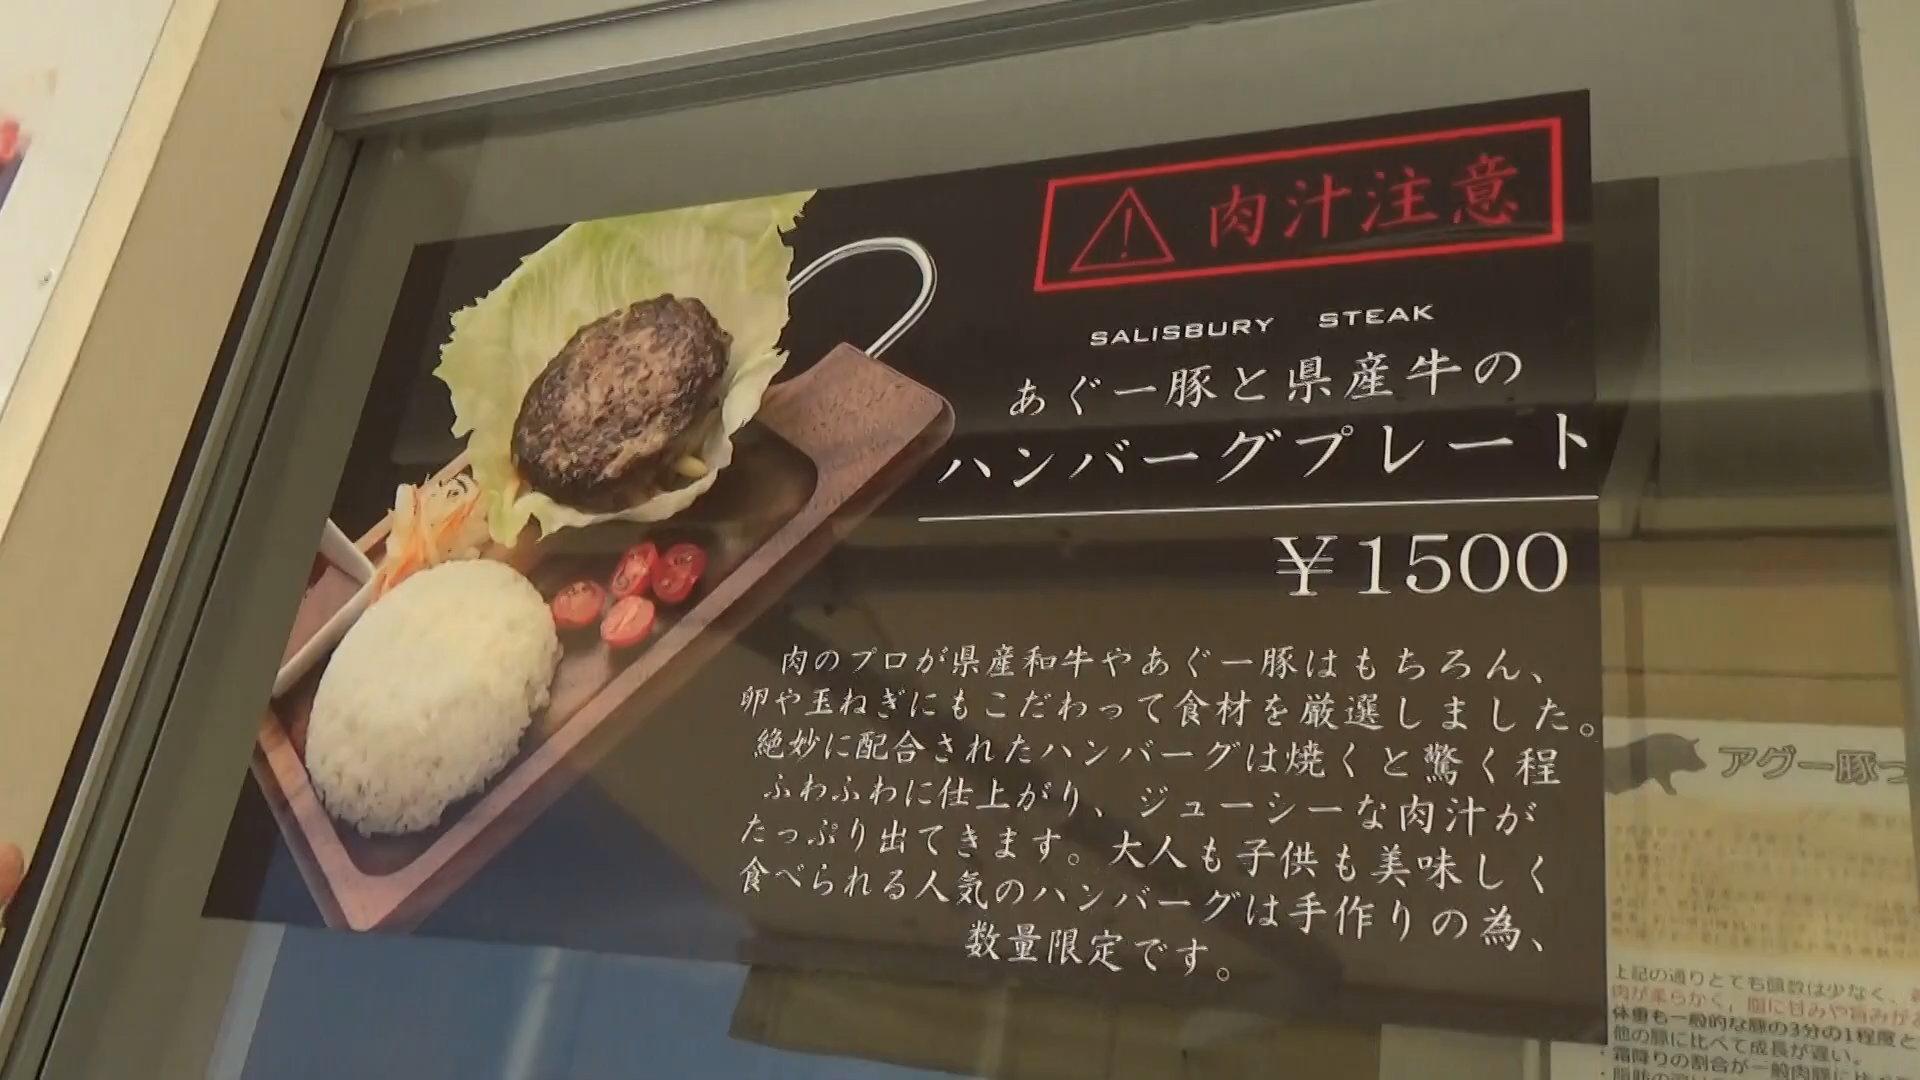 肉汁注意
SALISBURY STEAK
あぐー豚と県産牛の
ハンバーグプレート
￥1500
肉のプロが県産和牛やあぐー豚はもちろん、
卵や玉ねぎにもこだわって食材を厳選しました。
絶妙に配合されたハンバーグは焼くと驚く程
ふわふわに仕上がり、ジューシーな肉汁が
たっぷり出てきます。大人も子供も美味しく
食べられる人気のハンバーグは手作りの為、
数量限定です。
アグー豚っ
上記の通りとても頭数は少なく、
肉が柔らかく、脂に甘みや旨みが
体重も一般的な豚の3分の1程度と
他の豚に比べて成長が遅い。
・霜降りの割合が一般肉豚に比べ